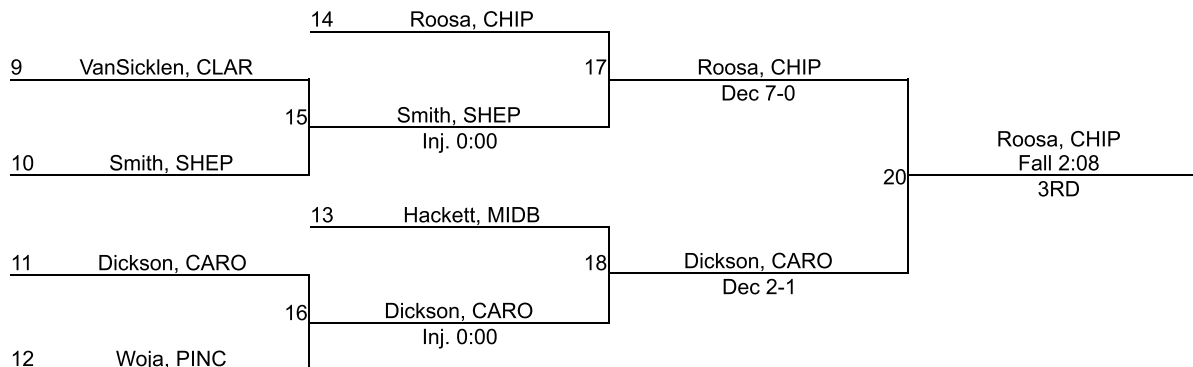 14 Roosa, CHIP
9 VanSicklen, CLAR
17 Roosa, CHIP
Dec 7-0
15 Smith, SHEP
Inj. 0:00
10 Smith, SHEP
Roosa, CHIP
20 Fall 2:08
3RD
13 Hackett, MIDB
11 Dickson, CARO
18 Dickson, CARO
Dec 2-1
16 Dickson, CARO
Inj. 0:00
12 Woja, PINC